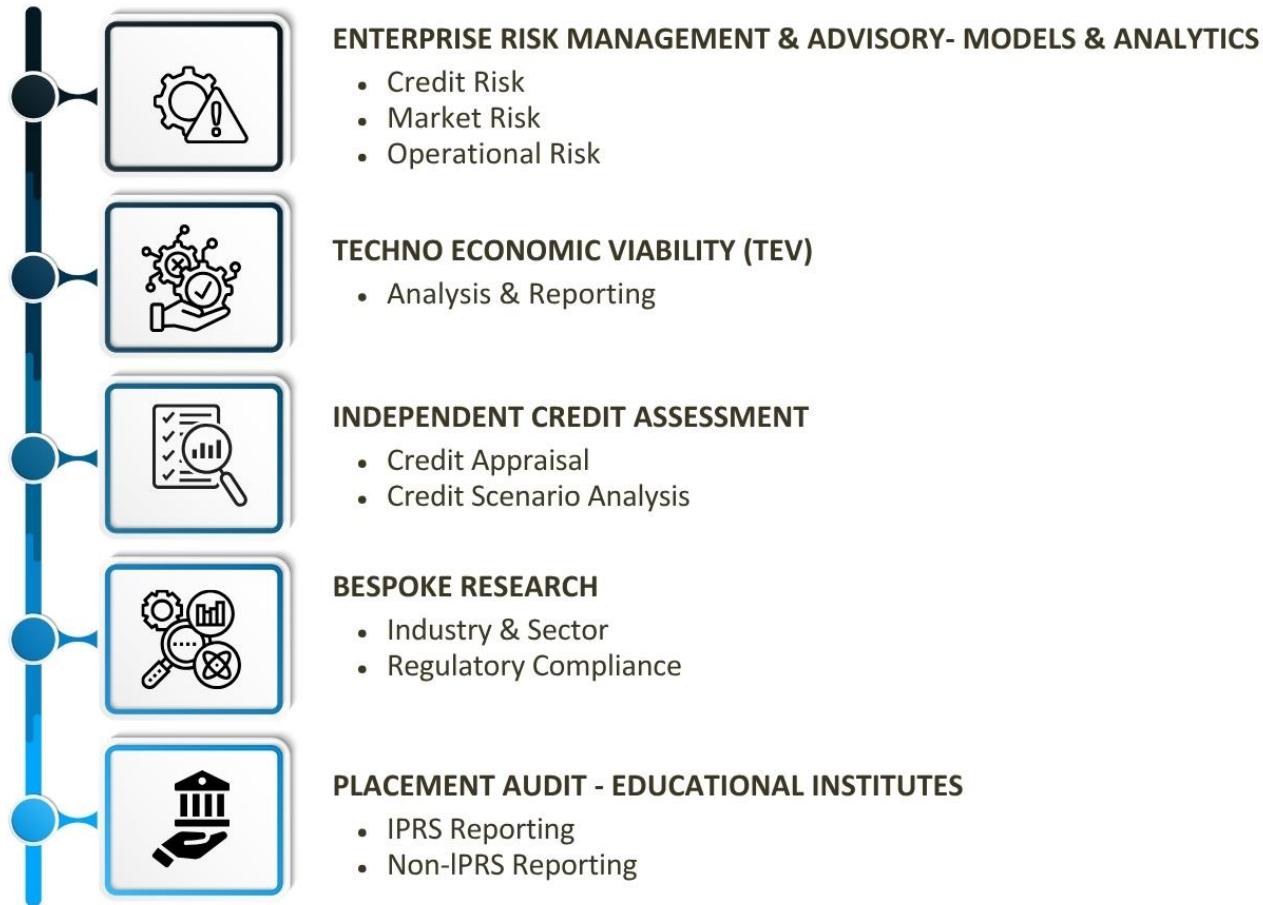 ENTERPRISE RISK MANAGEMENT & ADVISORY- MODELS & ANALYTICS
• Credit Risk
• Market Risk
• Operational Risk
TECHNO ECONOMIC VIABILITY (TEV)
• Analysis & Reporting
INDEPENDENT CREDIT ASSESSMENT
• Credit Appraisal
• Credit Scenario Analysis
BESPOKE RESEARCH
• Industry & Sector
• Regulatory Compliance
PLACEMENT AUDIT - EDUCATIONAL INSTITUTES
• IPRS Reporting
• Non-lPRS Reporting